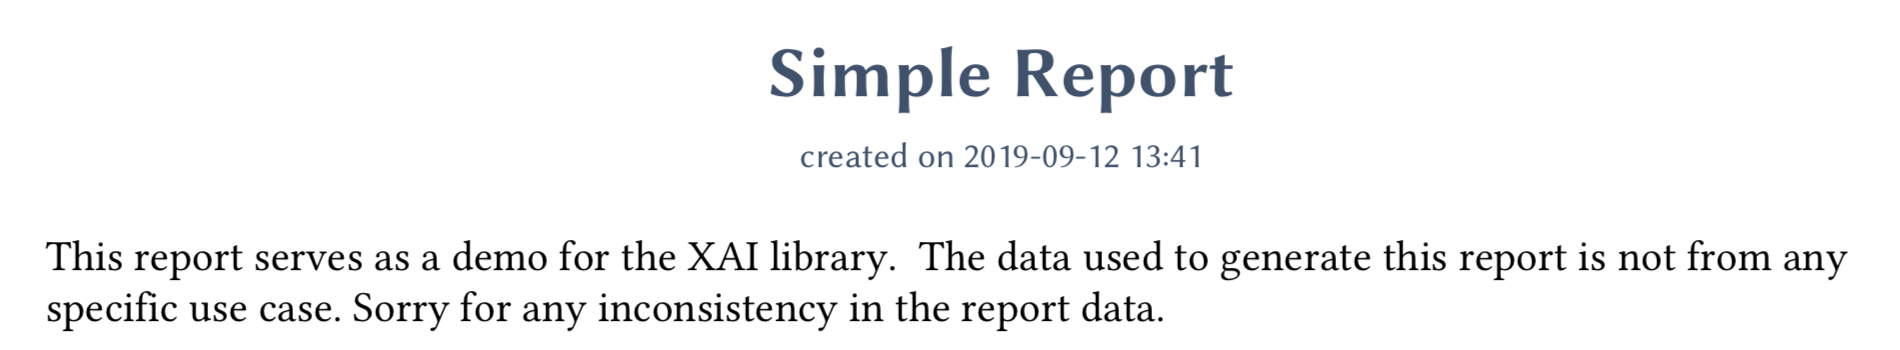 Simple Report
created on 2019-09-12 13:41
This report serves as a demo for the XAI library.  The data used to generate this report is not from any
specific use case. Sorry for any inconsistency in the report data.